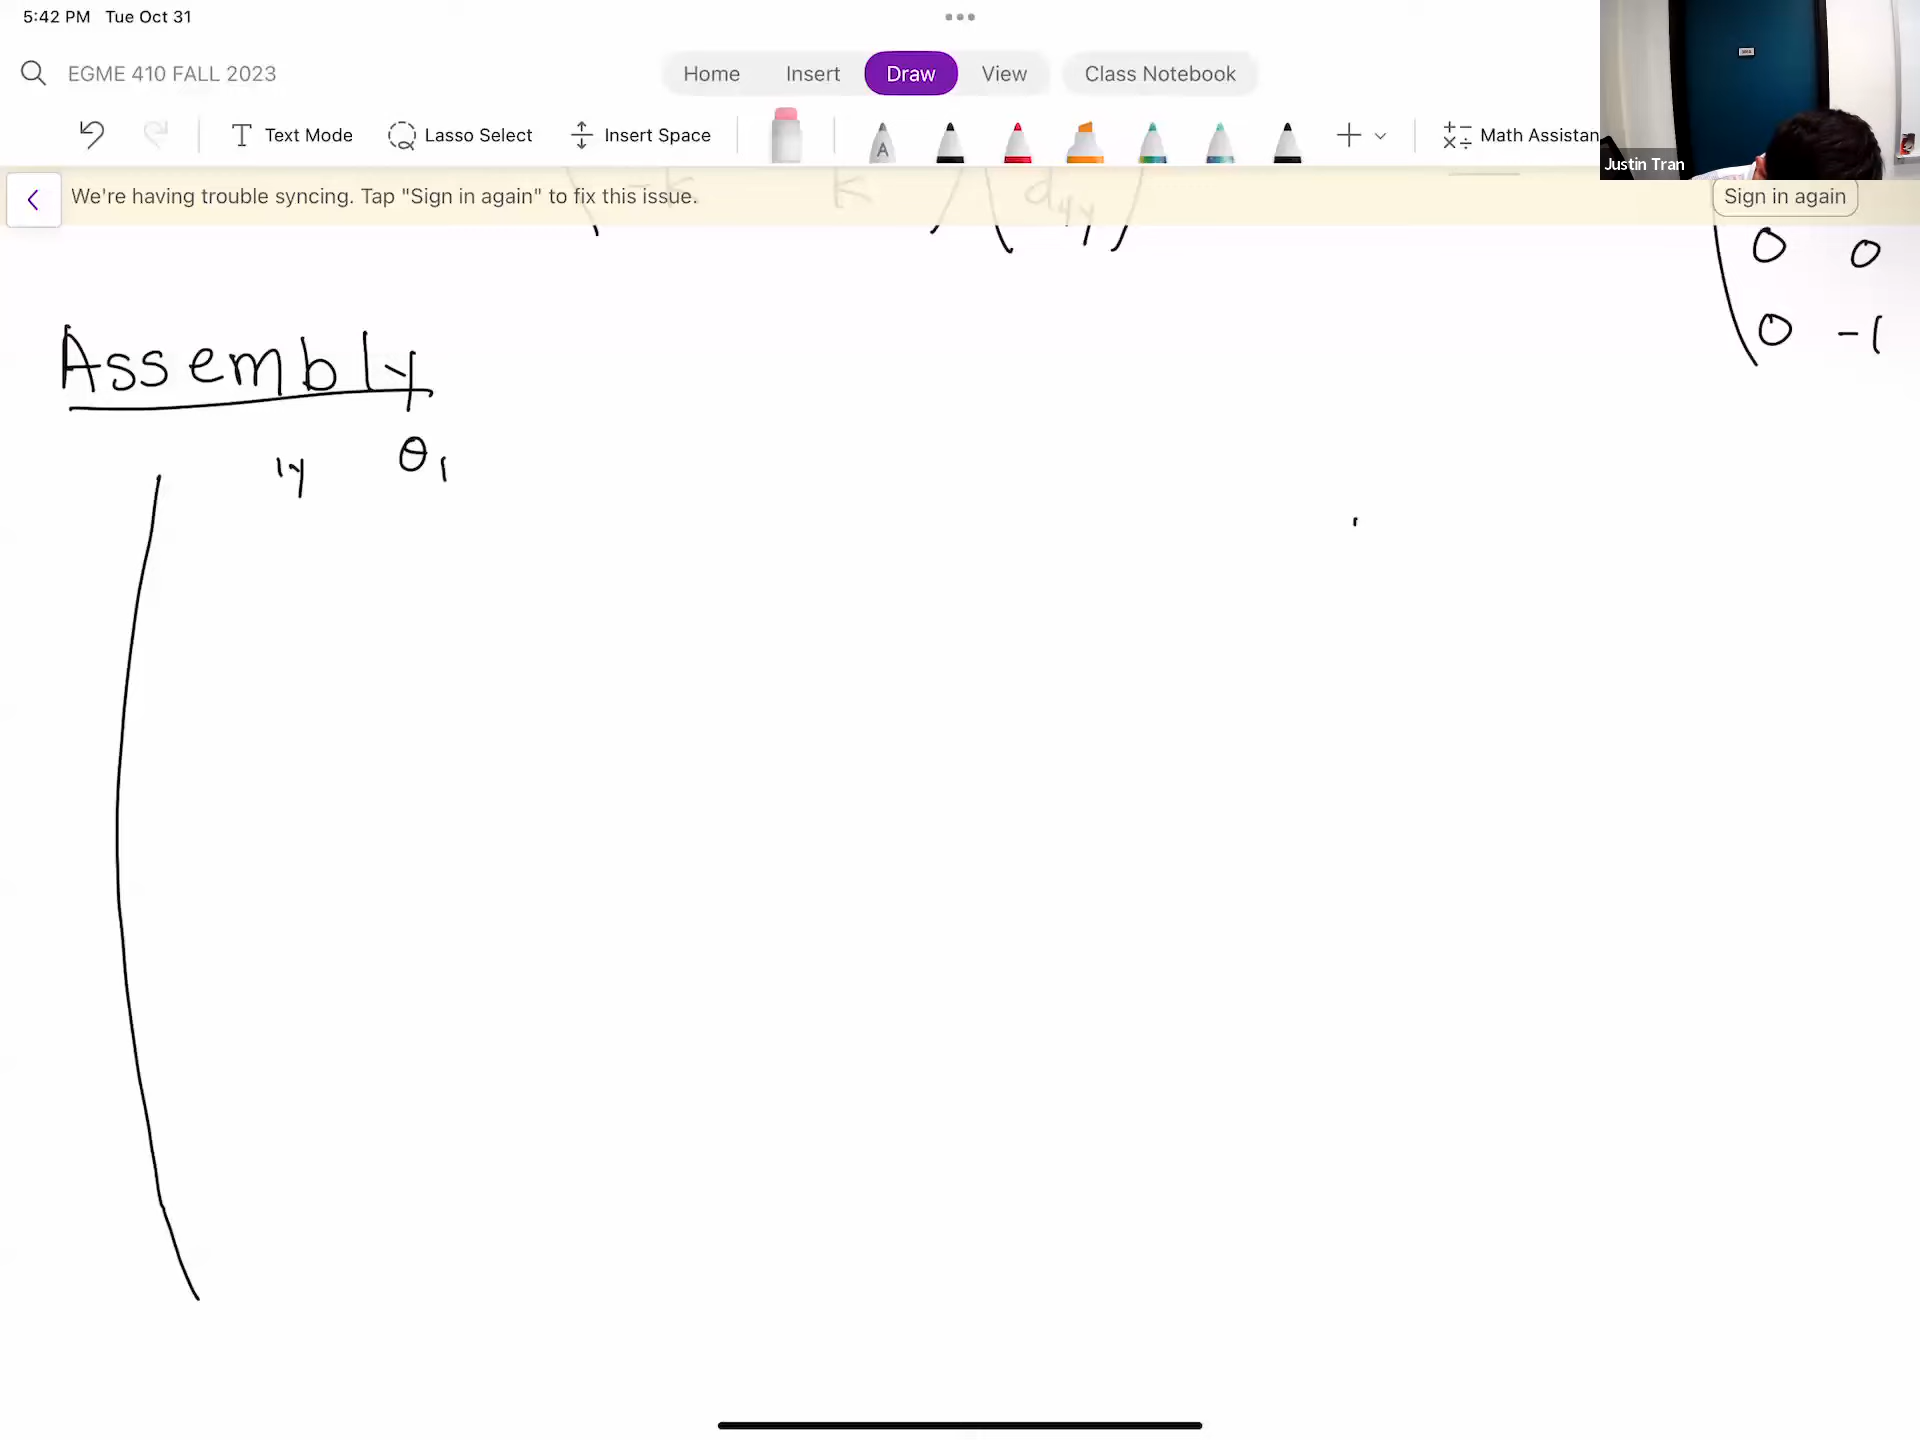 5:42 PM Tue Oct 31
EGME 410 FALL 2023
Home Insert Draw View Class Notebook
Text Mode Lasso Select Insert Space A Math Assistan
Justin Tran
We're having trouble syncing. Tap "Sign in again" to fix this issue.
Sign in again
-k k d4y
0 0
0 -1
Assembly
1y θ1